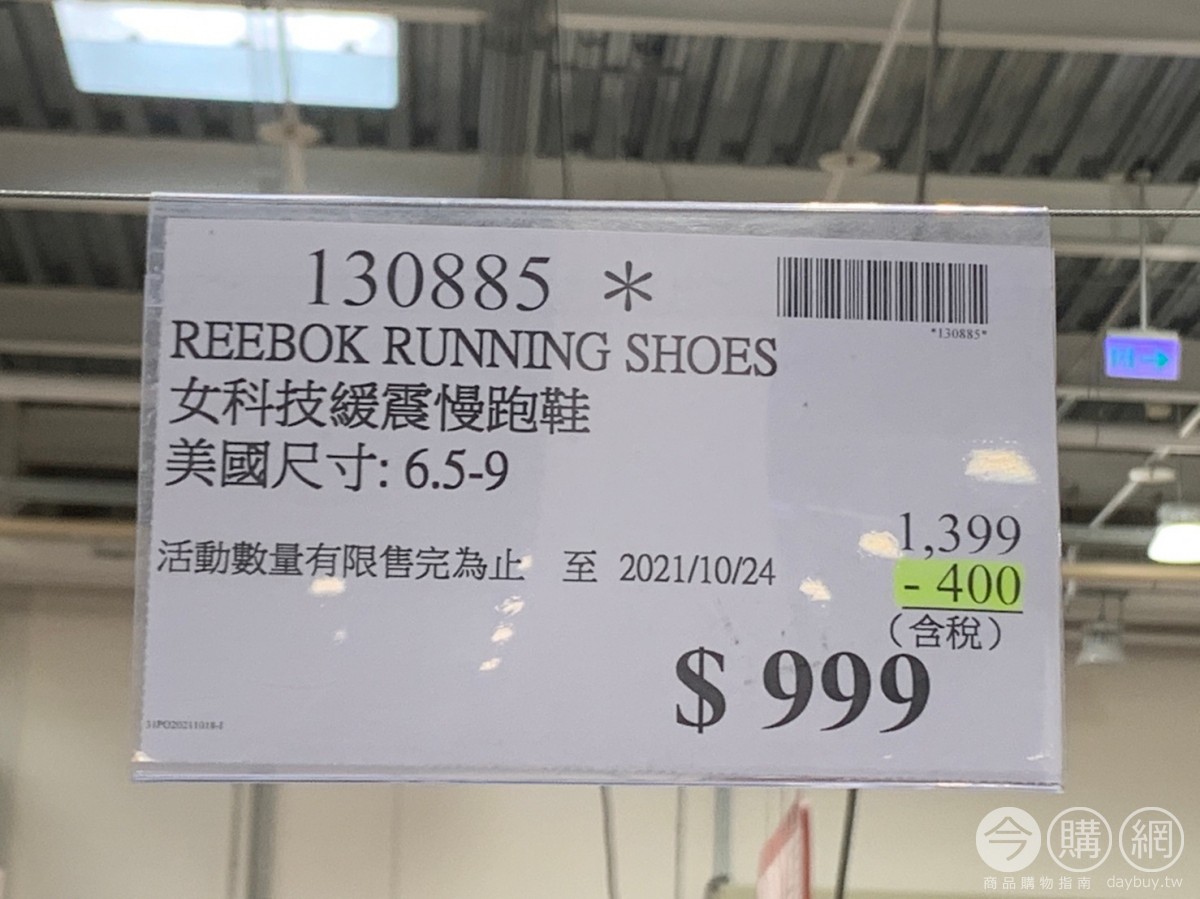 130885 *
*130885*
REEBOK RUNNING SHOES
女科技緩震慢跑鞋
美國尺寸: 6.5-9
1,399
活動數量有限售完為止 至 2021/10/24
- 400
(含稅)
$ 999
今購網
商品購物指南 daybuy.tw